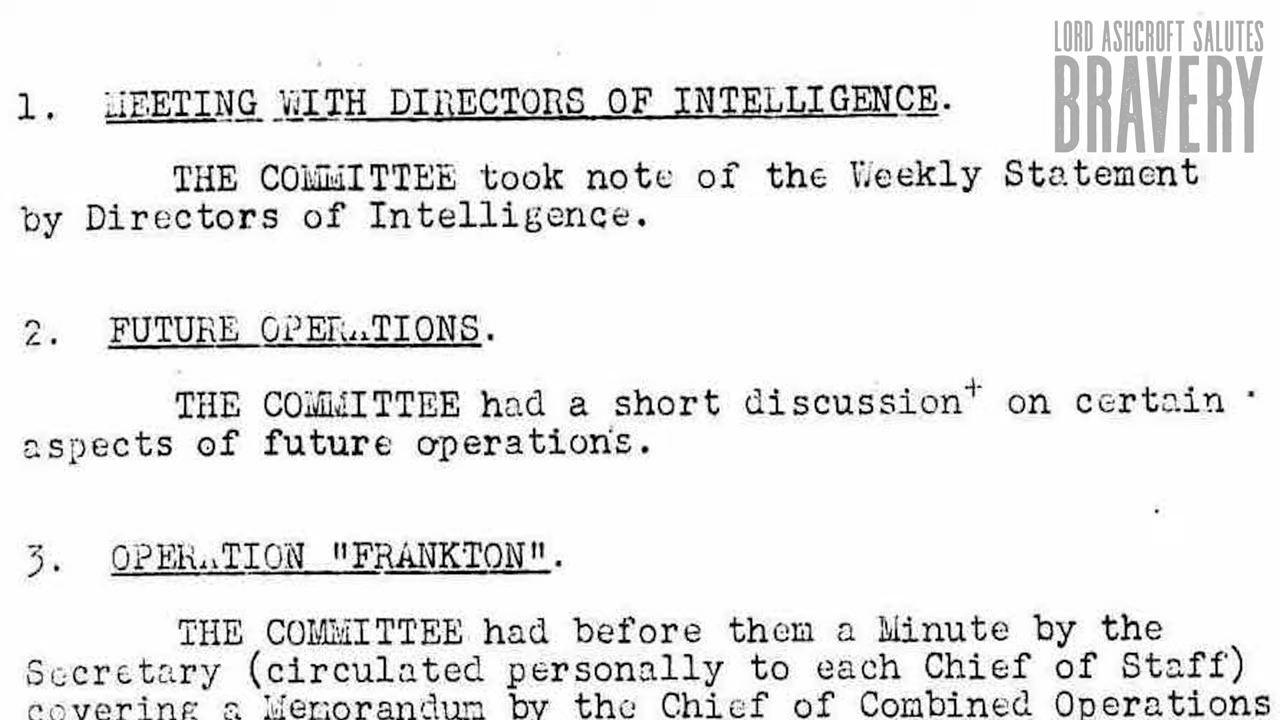 LORD ASHCROFT SALUTES
BRAVERY
1. MEETING WITH DIRECTORS OF INTELLIGENCE.
THE COMMITTEE took note of the Weekly Statement
by Directors of Intelligence.
2. FUTURE OPERATIONS.
THE COMMITTEE had a short discussion+ on certain
aspects of future operations.
3. OPERATION "FRANKTON".
THE COMMITTEE had before them a Minute by the
Secretary (circulated personally to each Chief of Staff)
covering a Memorandum by the Chief of Combined Operations